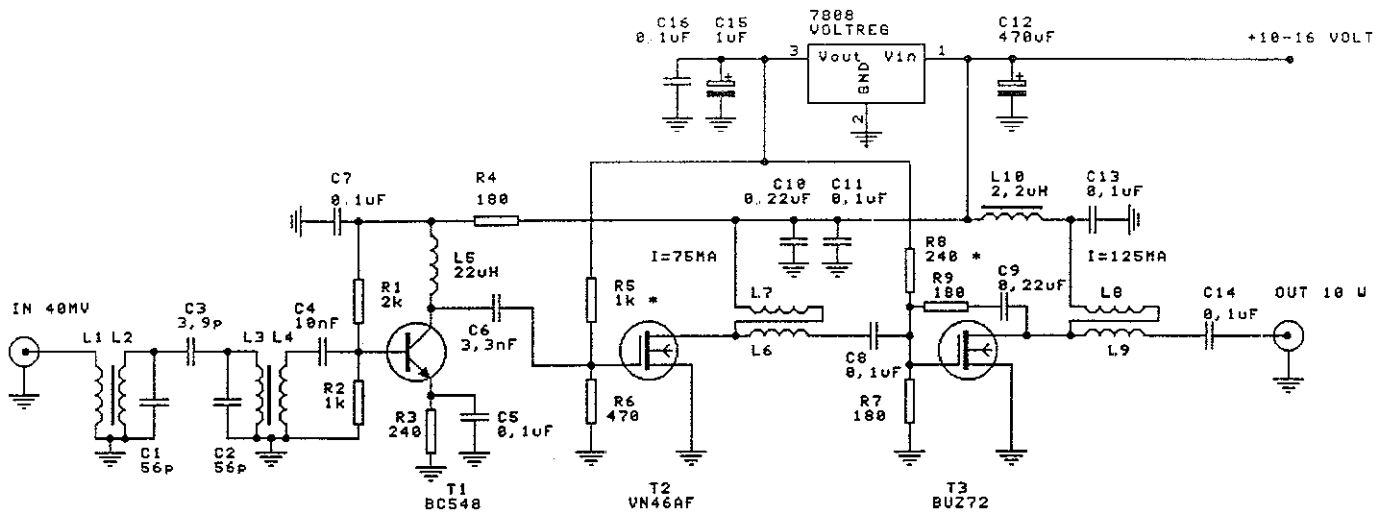 C16
0.1uF
C15
1uF
7808
VOLTREG
3
Vout
Vin
1
GND
2
C12
470uF
+10-16 VOLT
C7
0.1uF
R4
180
C10
0.22uF
C11
0,1uF
L10
2,2uH
C13
0,1uF
L5
22uH
R1
2k
R5
1k *
I=75MA
R8
240 *
R9
180
C9
0,22uF
I=125MA
IN 40MV
C3
3,9p
C4
10nF
L1
L2
L3
L4
C6
3,3nF
L7
L6
L8
L9
C14
0,1uF
OUT 10 W
C8
0,1uF
R2
1k
R3
240
C5
0,1uF
R6
470
R7
180
C1
56p
C2
56p
T1
BC548
T2
VN46AF
T3
BUZ72